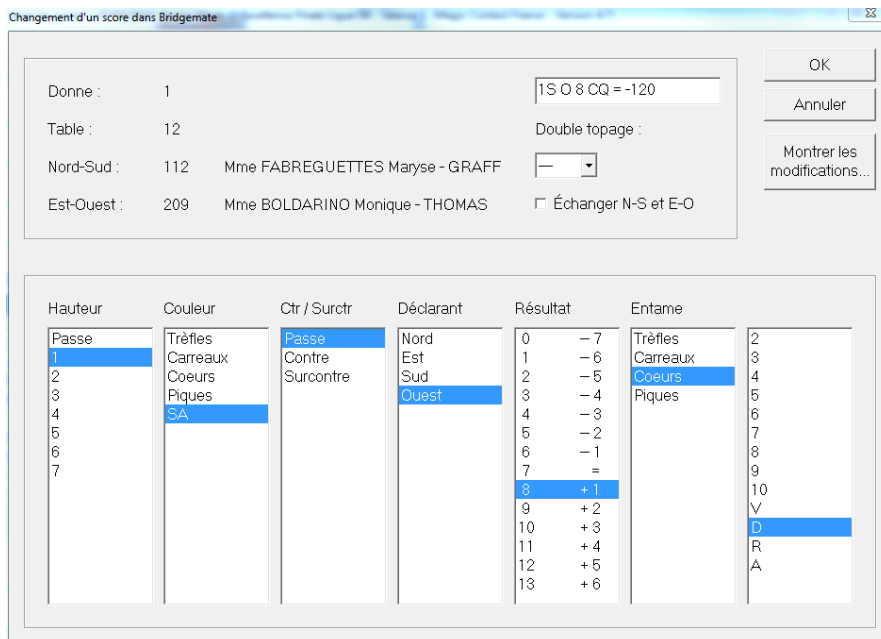 Changement d'un score dans Bridgemate
OK
Donne : 1 1S O 8 CQ = -120
Annuler
Table : 12 Double topage :
Montrer les
modifications...
Nord-Sud : 112 Mme FABREGUETTES Maryse - GRAFF —
Est-Ouest : 209 Mme BOLDARINO Monique - THOMAS Échanger N-S et E-O
Hauteur Couleur Ctr / Surctr Déclarant Résultat Entame
Passe Trèfles Passe Nord 0 – 7 Trèfles 2
1 Carreaux Contre Est 1 – 6 Carreaux 3
2 Coeurs Surcontre Sud 2 – 5 Coeurs 4
3 Piques Ouest 3 – 4 Piques 5
4 SA 4 – 3 6
5 5 – 2 7
6 6 – 1 8
7 7 = 9
8 + 1 10
9 + 2 V
10 + 3 D
11 + 4 R
12 + 5 A
13 + 6